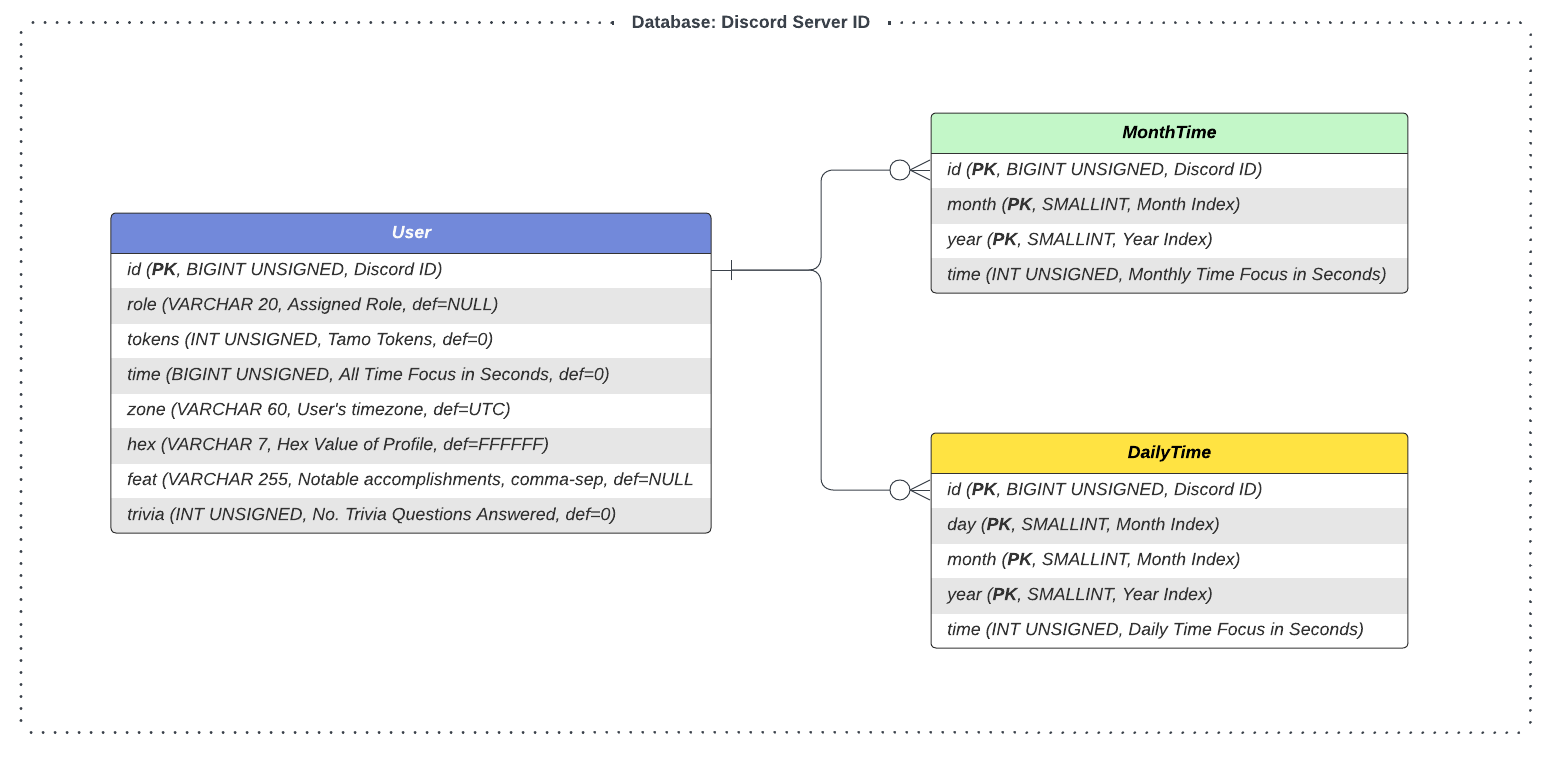 Database: Discord Server ID
User
id (PK, BIGINT UNSIGNED, Discord ID)
role (VARCHAR 20, Assigned Role, def=NULL)
tokens (INT UNSIGNED, Tamo Tokens, def=0)
time (BIGINT UNSIGNED, All Time Focus in Seconds, def=0)
zone (VARCHAR 60, User's timezone, def=UTC)
hex (VARCHAR 7, Hex Value of Profile, def=FFFFFF)
feat (VARCHAR 255, Notable accomplishments, comma-sep, def=NULL
trivia (INT UNSIGNED, No. Trivia Questions Answered, def=0)
MonthTime
id (PK, BIGINT UNSIGNED, Discord ID)
month (PK, SMALLINT, Month Index)
year (PK, SMALLINT, Year Index)
time (INT UNSIGNED, Monthly Time Focus in Seconds)
DailyTime
id (PK, BIGINT UNSIGNED, Discord ID)
day (PK, SMALLINT, Month Index)
month (PK, SMALLINT, Month Index)
year (PK, SMALLINT, Year Index)
time (INT UNSIGNED, Daily Time Focus in Seconds)